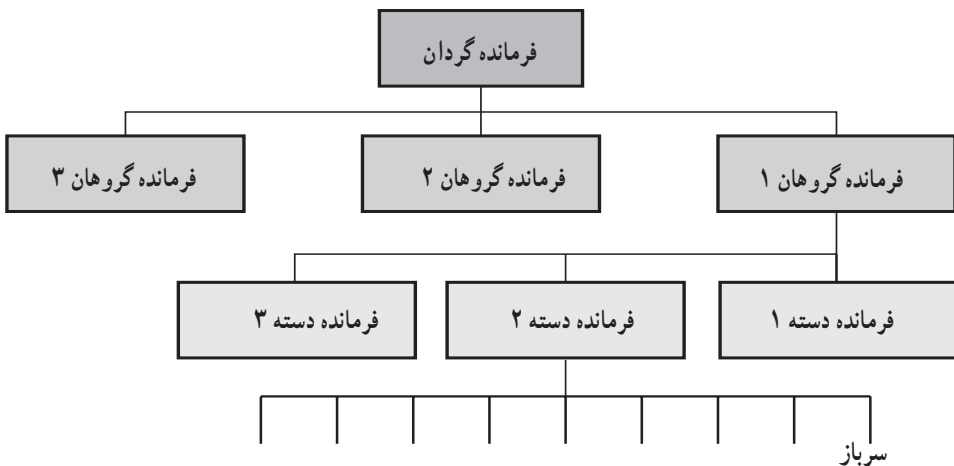 فرمانده گردان
فرمانده گروهان ۱
فرمانده گروهان ۲
فرمانده گروهان ۳
فرمانده دسته ۱
فرمانده دسته ۲
فرمانده دسته ۳
سرباز